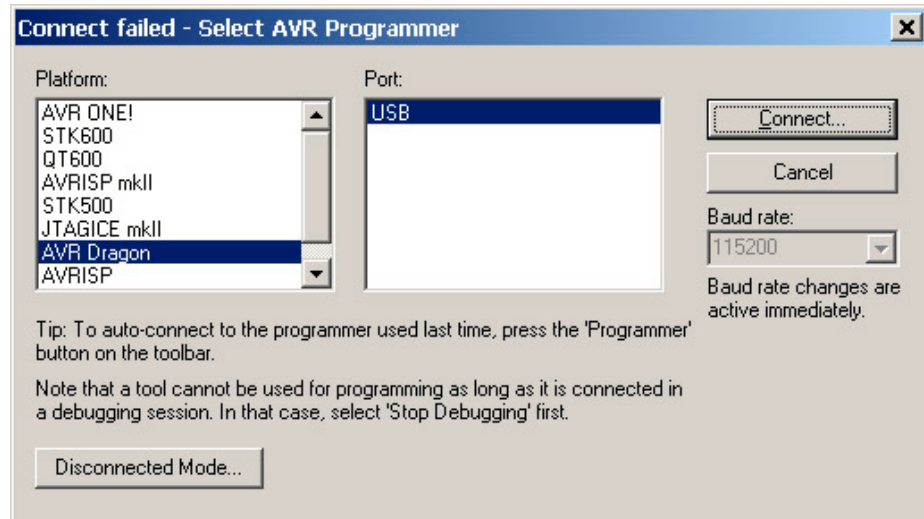 Connect failed - Select AVR Programmer
Platform:
AVR ONE!
STK600
QT600
AVRISP mkII
STK500
JTAGICE mkII
AVR Dragon
AVRISP
Port:
USB
Connect...
Cancel
Baud rate:
115200
Baud rate changes are
active immediately.
Tip: To auto-connect to the programmer used last time, press the 'Programmer'
button on the toolbar.
Note that a tool cannot be used for programming as long as it is connected in
a debugging session. In that case, select 'Stop Debugging' first.
Disconnected Mode...